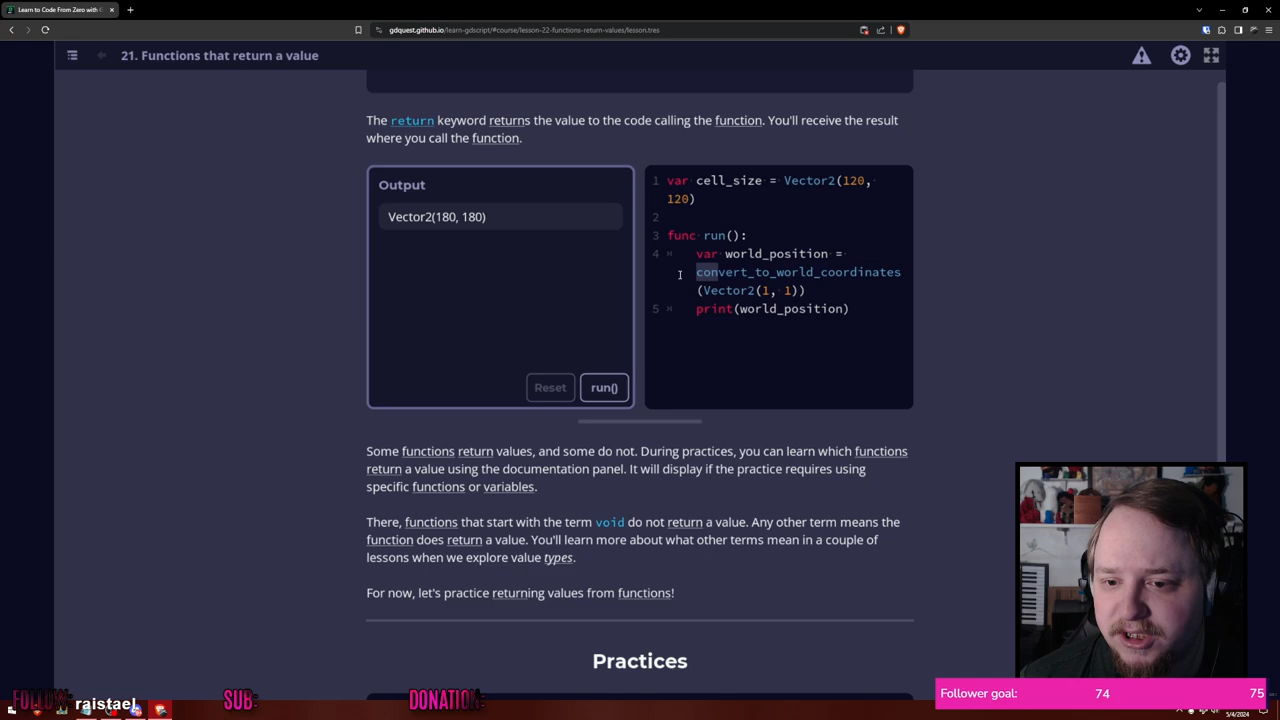 Learn to Code From Zero with
gdquest.github.io/learn-gdscript/#course/lesson-22-functions-return-values/lesson.tres
21. Functions that return a value
The return keyword returns the value to the code calling the function. You'll receive the result
where you call the function.
Output
Vector2(180, 180)
Reset
run()
1 var cell_size = Vector2(120,
120)
2
3 func run():
4 var world_position =
convert_to_world_coordinates
(Vector2(1, 1))
5 print(world_position)
Some functions return values, and some do not. During practices, you can learn which functions
return a value using the documentation panel. It will display if the practice requires using
specific functions or variables.
There, functions that start with the term void do not return a value. Any other term means the
function does return a value. You'll learn more about what other terms mean in a couple of
lessons when we explore value types.
For now, let's practice returning values from functions!
Practices
FOLLOW: raistael
SUB:
DONATION:
Follower goal: 74 75
5/4/2024